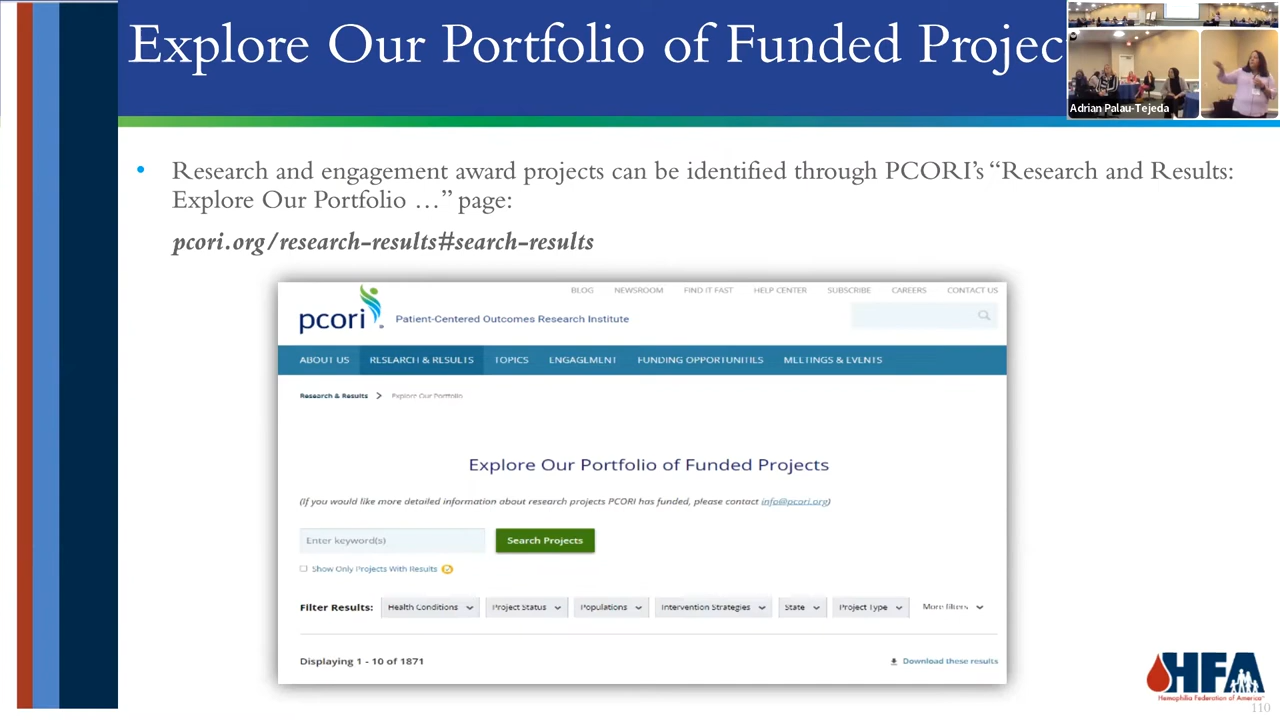 Explore Our Portfolio of Funded Projec
Adrian Palau-Tejeda
• Research and engagement award projects can be identified through PCORI’s “Research and Results:
Explore Our Portfolio …” page:
pcori.org/research-results#search-results
BLOG NEWSROOM FIND IT FAST HELP CENTER SUBSCRIBE CAREERS CONTACT US
pcori
Patient-Centered Outcomes Research Institute
ABOUT US RESEARCH & RESULTS TOPICS ENGAGEMENT FUNDING OPPORTUNITIES MEETINGS & EVENTS
Research & Results > Explore Our Portfolio
Explore Our Portfolio of Funded Projects
(If you would like more detailed information about research projects PCORI has funded, please contact info@pcori.org)
Enter keyword(s) Search Projects
Show Only Projects With Results
Filter Results: Health Conditions Project Status Populations Intervention Strategies State Project Type More filters
Displaying 1 - 10 of 1871 Download these results
HFA
Hemophilia Federation of America
110